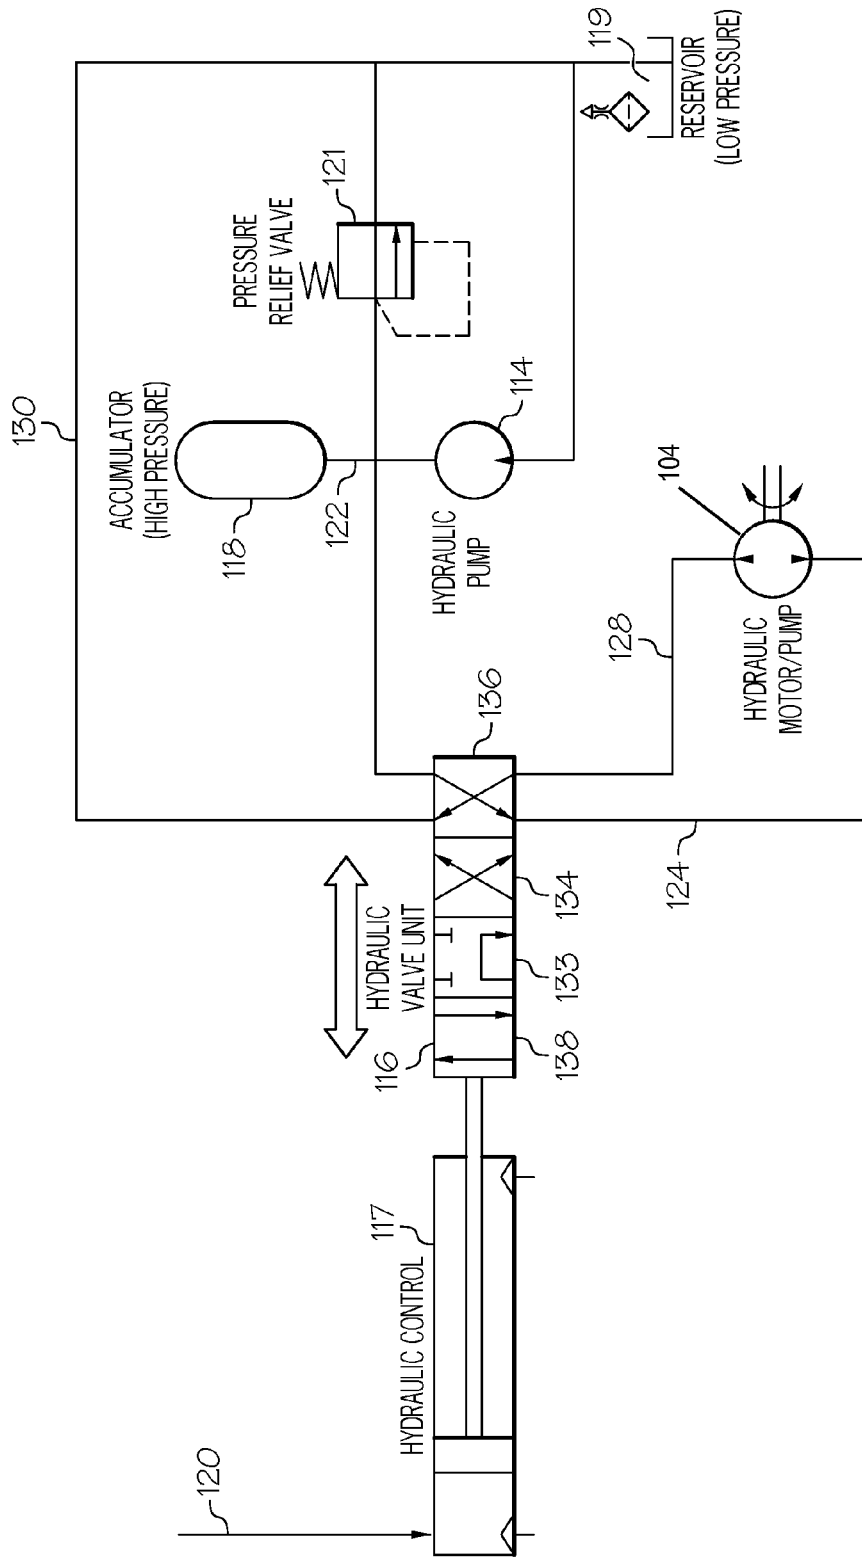 130
ACCUMULATOR
(HIGH PRESSURE)
118
122
PRESSURE
RELIEF VALVE
121
119
RESERVOIR
(LOW PRESSURE)
HYDRAULIC
PUMP
114
104
HYDRAULIC
MOTOR/PUMP
128
124
136
134
133
138
HYDRAULIC
VALVE UNIT
116
117
HYDRAULIC CONTROL
120